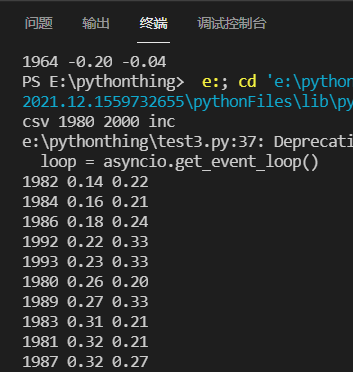 问题 输出 终端 调试控制台
1964 -0.20 -0.04
PS E:\pythonthing> e:; cd 'e:\python
2021.12.1559732655\pythonFiles\lib\py
csv 1980 2000 inc
e:\pythonthing\test3.py:37: Deprecati
loop = asyncio.get_event_loop()
1982 0.14 0.22
1984 0.16 0.21
1986 0.18 0.24
1992 0.22 0.33
1993 0.23 0.33
1980 0.26 0.20
1989 0.27 0.33
1983 0.31 0.21
1981 0.32 0.21
1987 0.32 0.27